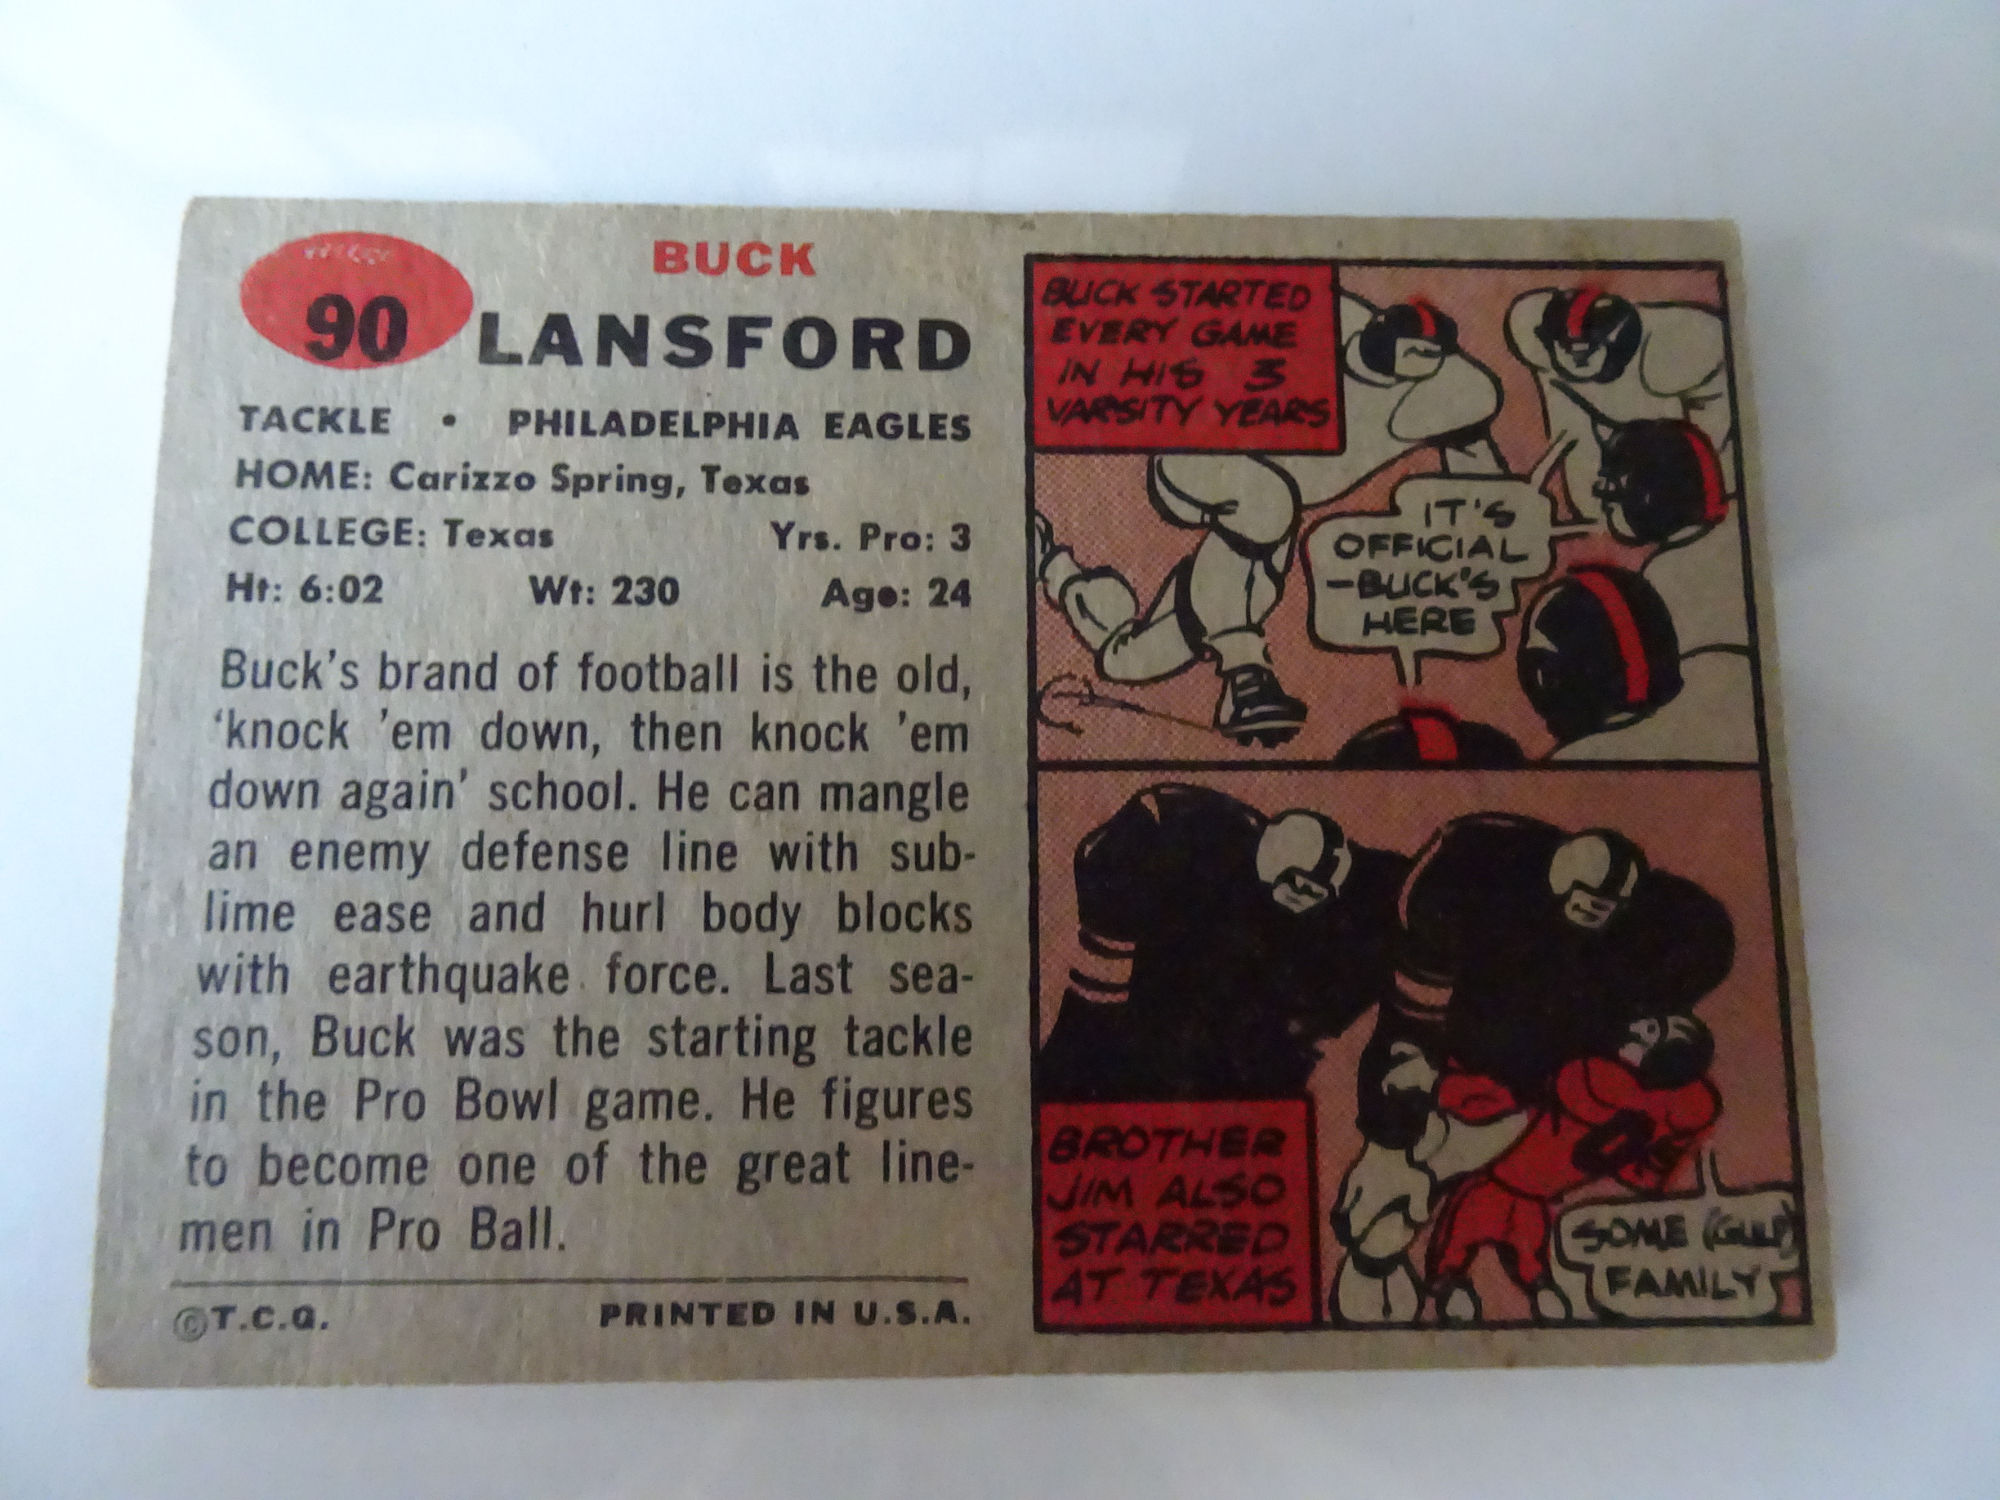 90
BUCK
LANSFORD
TACKLE • PHILADELPHIA EAGLES
HOME: Carizzo Spring, Texas
COLLEGE: Texas Yrs. Pro: 3
Ht: 6:02 Wt: 230 Age: 24
Buck's brand of football is the old,
‘knock ’em down, then knock ’em
down again’ school. He can mangle
an enemy defense line with sub-
lime ease and hurl body blocks
with earthquake force. Last sea-
son, Buck was the starting tackle
in the Pro Bowl game. He figures
to become one of the great line-
men in Pro Ball.
©T.C.G. PRINTED IN U.S.A.
BUCK STARTED
EVERY GAME
IN HIS 3
VARSITY YEARS
IT'S
OFFICIAL
-BUCK'S
HERE
BROTHER
JIM ALSO
STARRED
AT TEXAS
SOME (GULP)
FAMILY